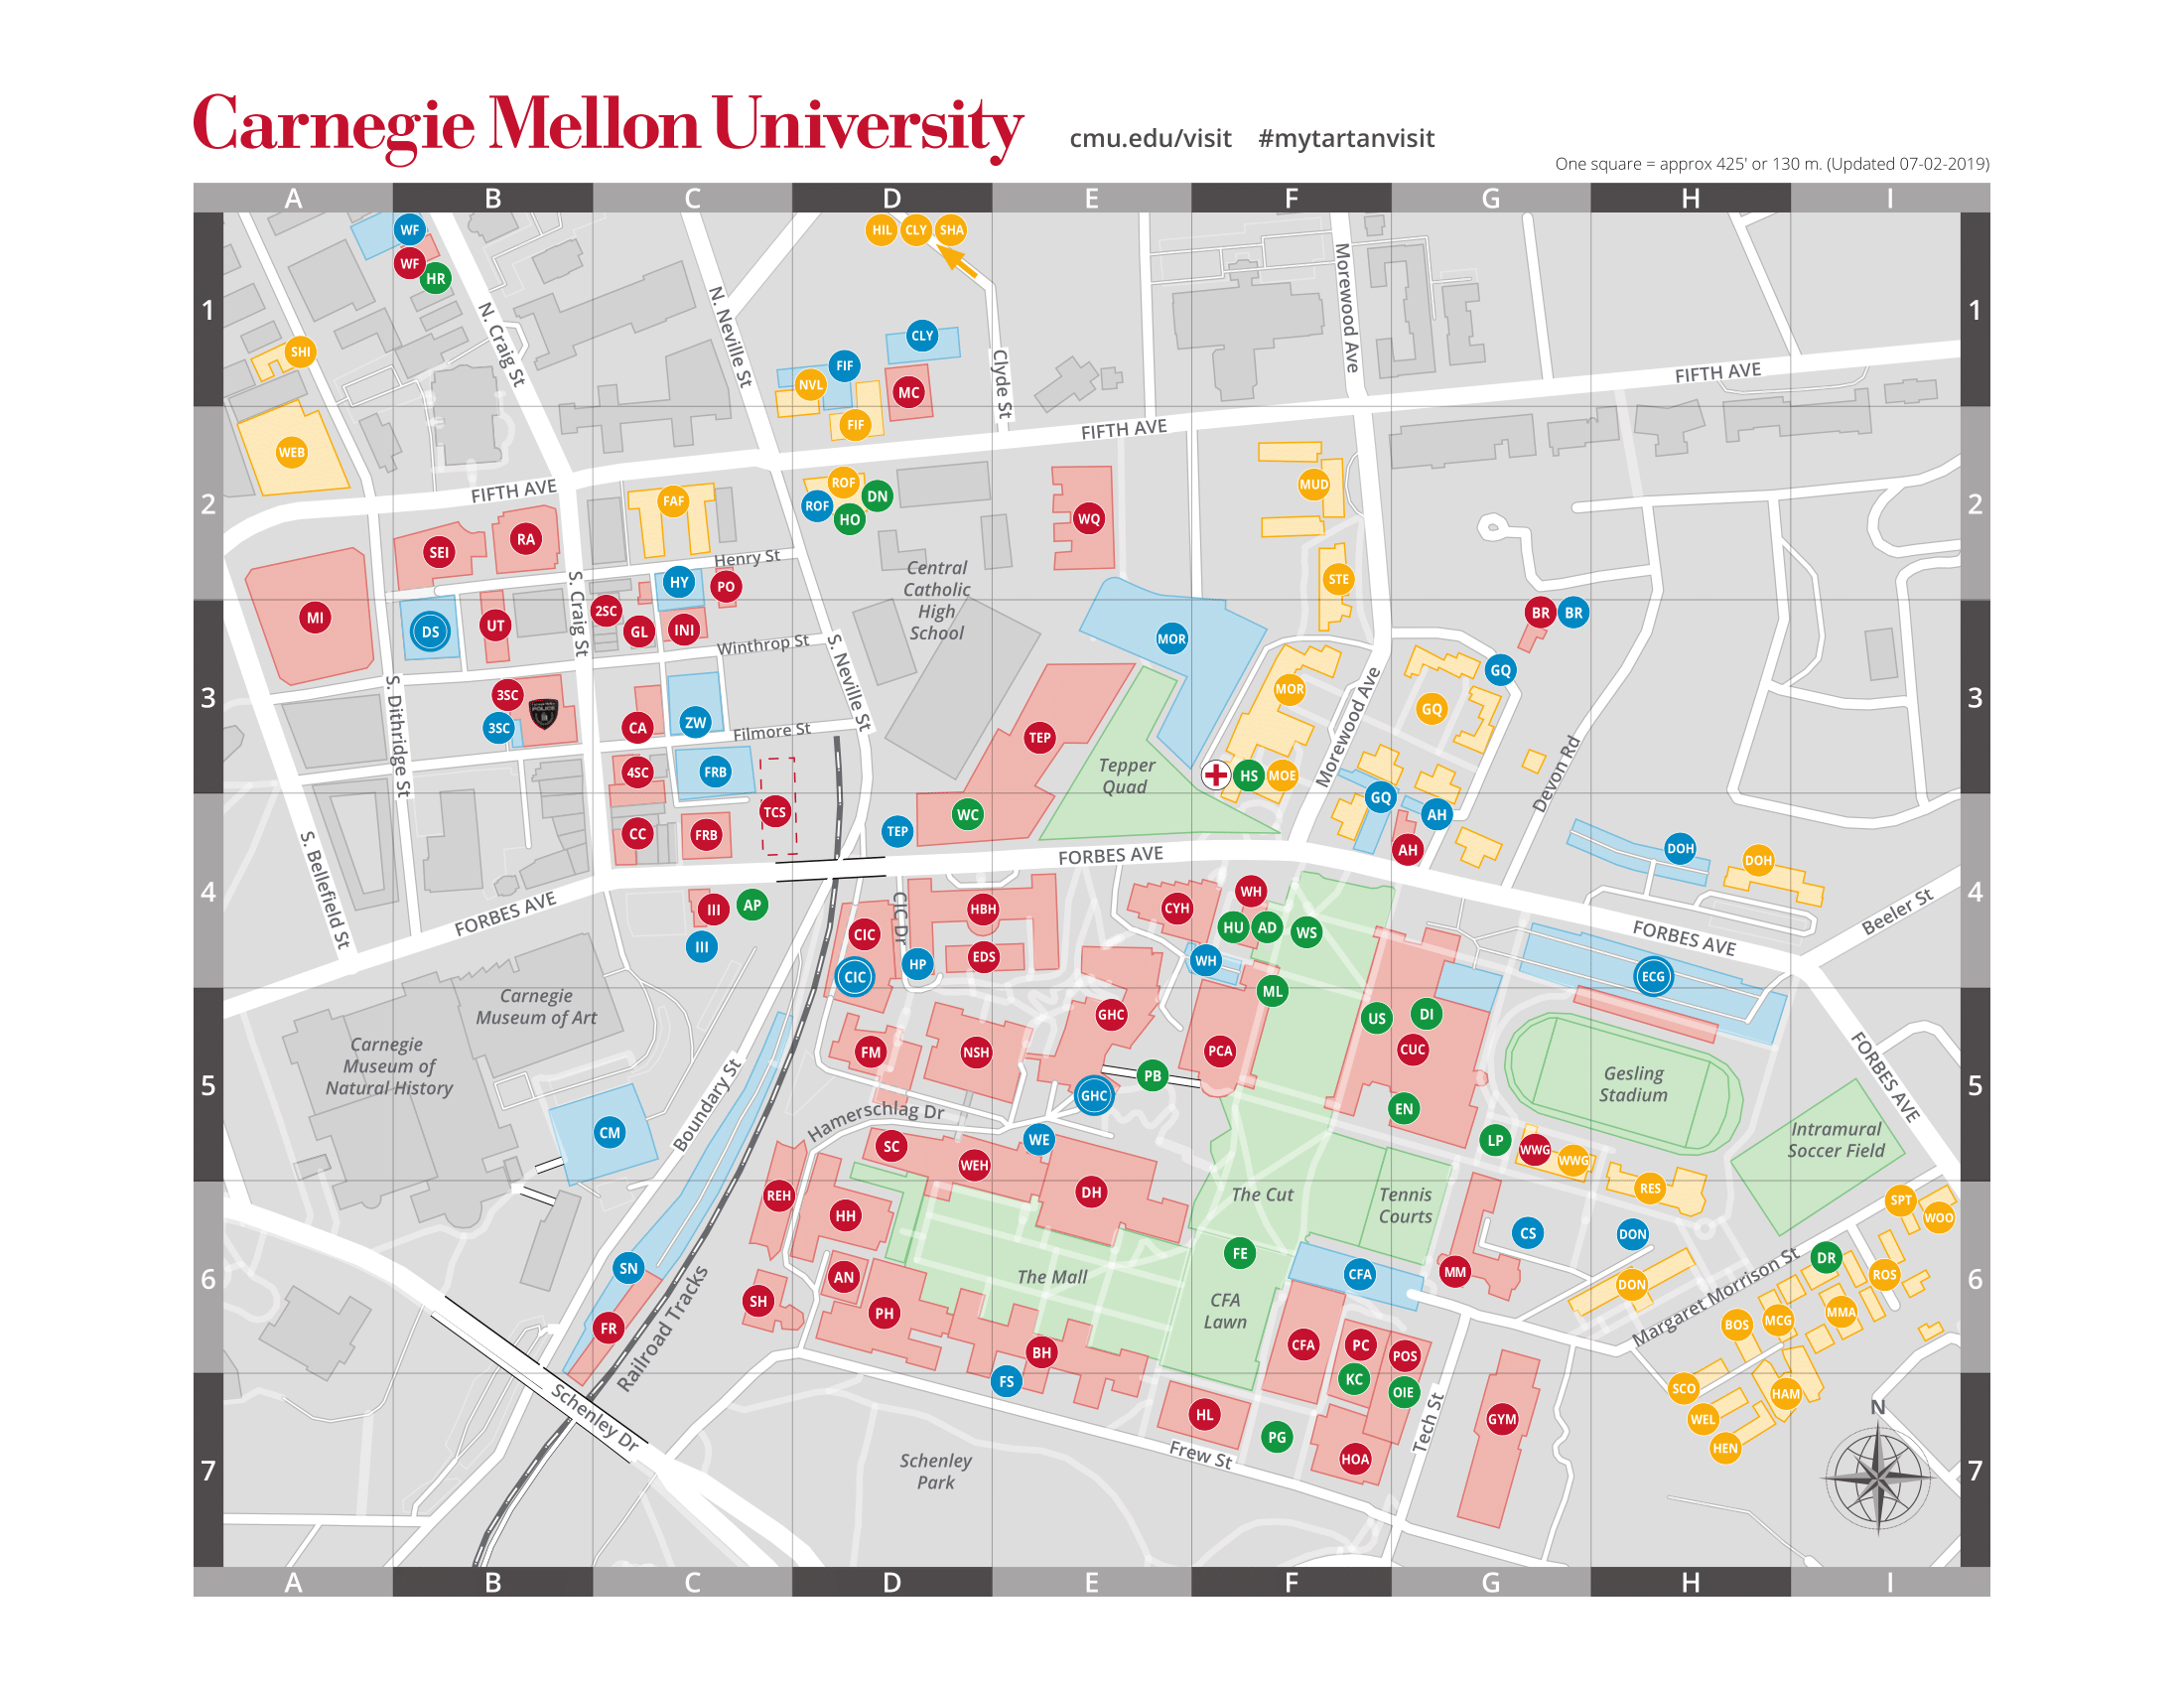 Carnegie Mellon University
cmu.edu/visit #mytartanvisit
One square = approx 425' or 130 m. (Updated 07-02-2019)
A B C D E F G H I
WF
HIL CLY SHA
WF
HR
1
1
N. Craig St
N. Neville St
Morewood Ave
CLY
SHI
FIF
NVL
MC
Clyde St
FIFTH AVE
FIF
FIFTH AVE
WEB
2
2
FIFTH AVE
FAF
ROF
ROF
DN
HO
WQ
MUD
SEI
RA
Henry St
Central
Catholic
High
School
STE
HY
PO
MI
DS
UT
S. Craig St
2SC
GL
INI
Winthrop St
S. Neville St
MOR
BR
BR
GQ
3
3
S. Dithridge St
3SC
3SC
Carnegie Mellon
POLICE
CA
ZW
Filmore St
TEP
MOR
GQ
Morewood Ave
Devon Rd
4SC
FRB
Tepper
Quad
HS
MOE
GQ
AH
TCS
WC
TEP
CC
FRB
AH
DOH
DOH
S. Bellefield St
FORBES AVE
4
4
FORBES AVE
III
AP
III
CIC Dr
CIC
CIC
HP
HBH
EDS
CYH
WH
HU
AD
WS
WH
FORBES AVE
Beeler St
ECG
Carnegie
Museum of Art
ML
GHC
US
DI
Carnegie
Museum of
Natural History
FM
NSH
PCA
CUC
FORBES AVE
5
5
Boundary St
PB
GHC
Gesling
Stadium
Hamerschlag Dr
EN
CM
SC
WE
WEH
LP
WWG
WWG
Intramural
Soccer Field
REH
HH
DH
The Cut
Tennis
Courts
RES
SPT
WOO
CS
DON
6
6
SN
AN
The Mall
FE
CFA
MM
DR
ROS
DON
Margaret Morrison St
SH
PH
CFA
Lawn
MMA
MCG
BOS
FR
Railroad Tracks
BH
CFA
PC
POS
FS
KC
OIE
SCO
HAM
Schenley Dr
HL
Tech St
GYM
WEL
N
PG
HEN
Frew St
HOA
7
7
Schenley
Park
A B C D E F G H I